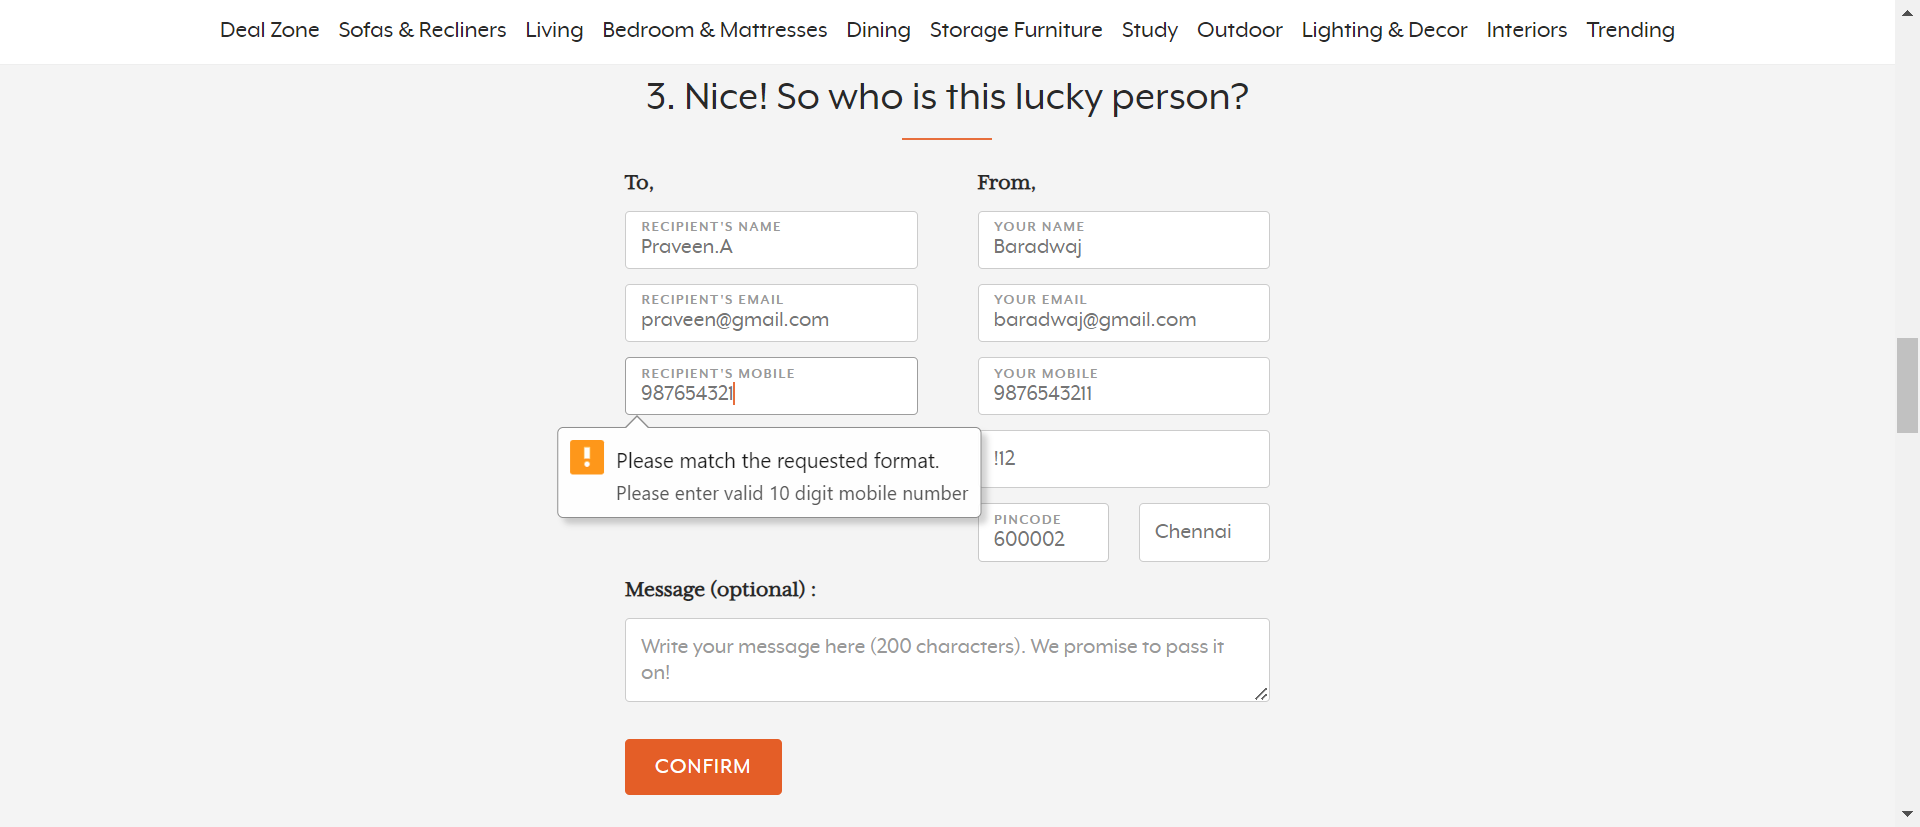 Deal Zone Sofas & Recliners Living Bedroom & Mattresses Dining Storage Furniture Study Outdoor Lighting & Decor Interiors Trending
3. Nice! So who is this lucky person?
To,
From,
RECIPIENT'S NAME
Praveen.A
YOUR NAME
Baradwaj
RECIPIENT'S EMAIL
praveen@gmail.com
YOUR EMAIL
baradwaj@gmail.com
RECIPIENT'S MOBILE
987654321
YOUR MOBILE
9876543211
Please match the requested format.
Please enter valid 10 digit mobile number
!12
PINCODE
600002
Chennai
Message (optional) :
Write your message here (200 characters). We promise to pass it
on!
CONFIRM